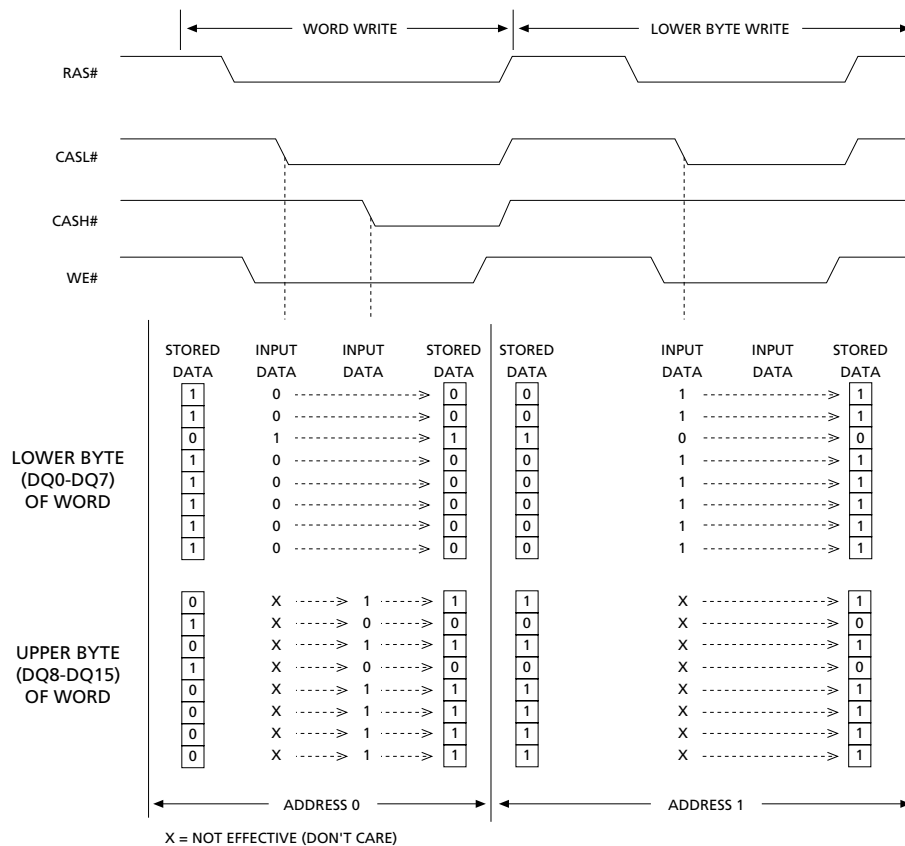 WORD WRITE LOWER BYTE WRITE
RAS#
CASL#
CASH#
WE#
STORED INPUT INPUT STORED STORED INPUT INPUT STORED
DATA DATA DATA DATA DATA DATA DATA DATA
1 0 0 0 1 1
1 0 0 0 1 1
0 1 1 1 0 0
1 0 0 0 1 1
1 0 0 0 1 1
1 0 0 0 1 1
1 0 0 0 1 1
1 0 0 0 1 1
LOWER BYTE
(DQ0-DQ7)
OF WORD
0 X 1 1 1 X 1
1 X 0 0 0 X 0
0 X 1 1 1 X 1
1 X 0 0 0 X 0
0 X 1 1 1 X 1
0 X 1 1 1 X 1
0 X 1 1 1 X 1
0 X 1 1 1 X 1
UPPER BYTE
(DQ8-DQ15)
OF WORD
ADDRESS 0 ADDRESS 1
X = NOT EFFECTIVE (DON'T CARE)